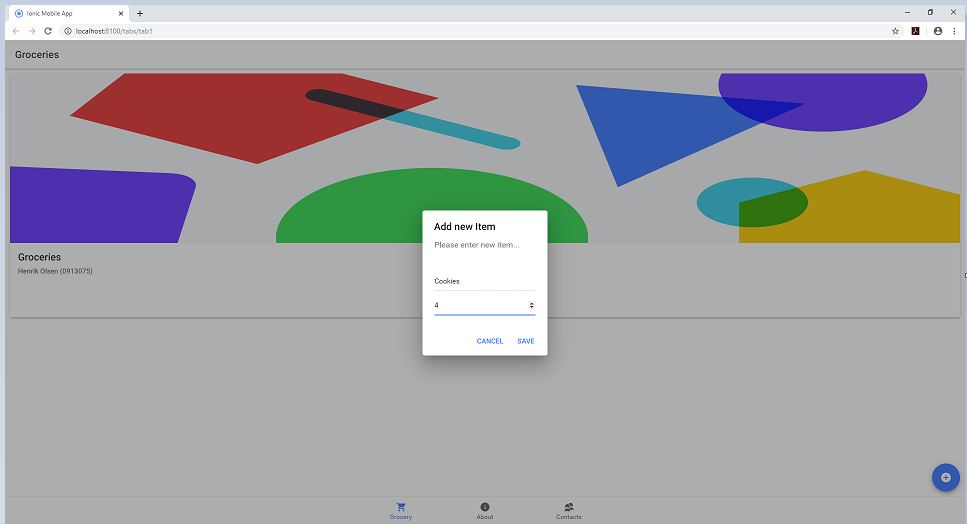 Ionic Mobile App
localhost:8100/tabs/tab1
Groceries
Groceries
Henrik Olsen (0913075)
Add new Item
Please enter new item...
Cookies
4
CANCEL SAVE
Grocery About Contacts